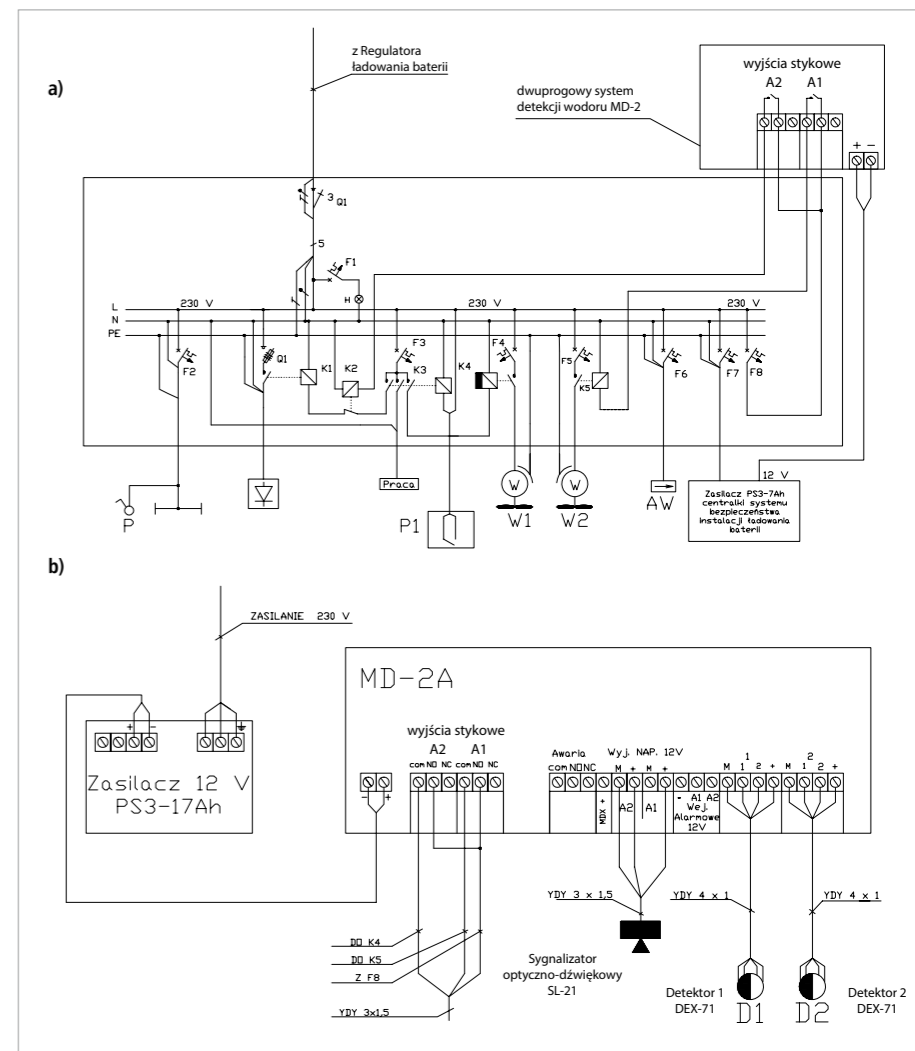 a)
z Regulatora
ładowania baterii
dwuprogowy system
detekcji wodoru MD-2
wyjścia stykowe
A2 A1
+ −
3 Q1
5
F1
H
L 230 V 230 V 230 V
N
PE
F2
Q1
K1
K2
F3
K3
K4
F4
F5
K5
F6
F7
F8
P
Praca
P1
W
W1
W
W2
AW
12 V
Zasilacz PS3-7Ah
centralki systemu
bezpieczeństwa
instalacji ładowania
baterii
b)
ZASILANIE 230 V
+ -
Zasilacz 12 V
PS3-17Ah
MD-2A
wyjścia stykowe
A2 A1
com NO NC com NO NC
- +
Awaria
com NO NC
Wyj. NAP. 12V
M + M +
MDX +
A2 A1
- A1 A2
Wej.
Alarmowe
12V
1
M 1 2 +
2
M 1 2 +
YDY 3 x 1,5
YDY 4 x 1
YDY 4 x 1
DO K4
DO K5
Z F8
YDY 3x1,5
Sygnalizator
optyczno-dźwiękowy
SL-21
Detektor 1
DEX-71
D1
D2
Detektor 2
DEX-71